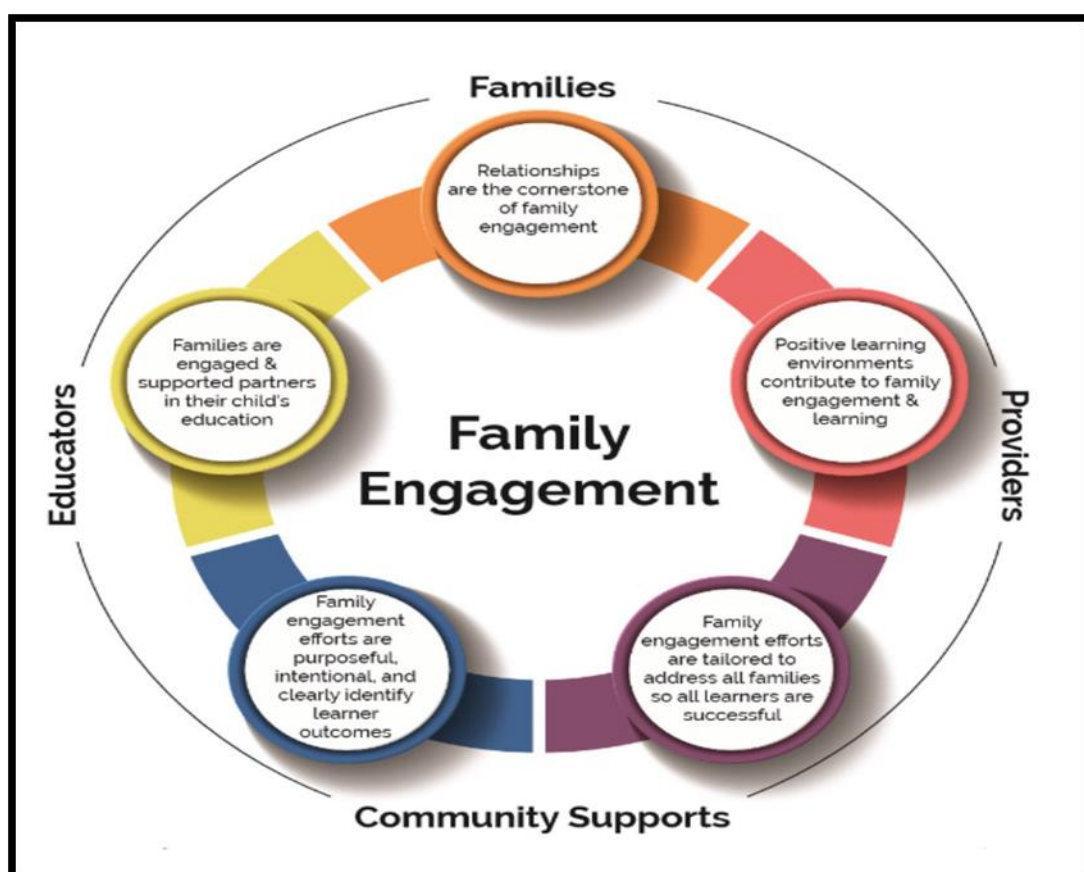 Families
Relationships
are the cornerstone
of family
engagement
Families are
engaged &
supported partners
in their child's
education
Positive learning
environments
contribute to family
engagement &
learning
Educators
Family
Engagement
Providers
Family
engagement
efforts are
purposeful,
intentional, and
clearly identify
learner
outcomes
Family
engagement efforts
are tailored to
address all families
so all learners are
successful
Community Supports